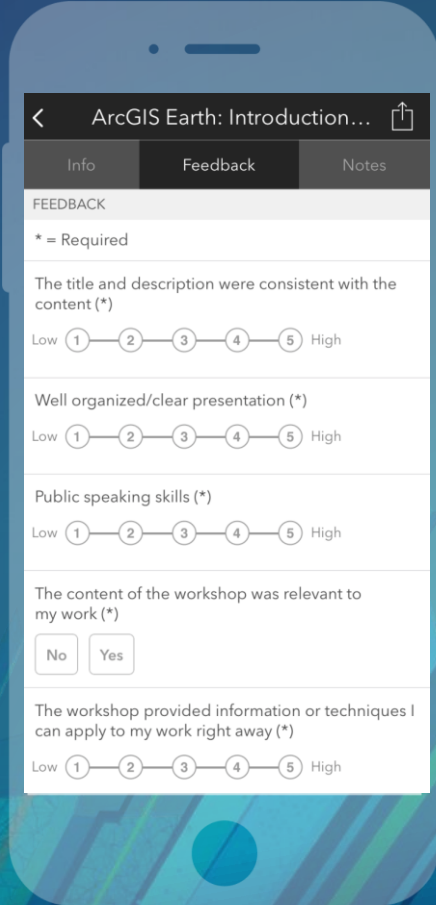 ArcGIS Earth: Introduction...
Info Feedback Notes
FEEDBACK
* = Required
The title and description were consistent with the
content (*)
Low 1 2 3 4 5 High
Well organized/clear presentation (*)
Low 1 2 3 4 5 High
Public speaking skills (*)
Low 1 2 3 4 5 High
The content of the workshop was relevant to
my work (*)
No Yes
The workshop provided information or techniques I
can apply to my work right away (*)
Low 1 2 3 4 5 High